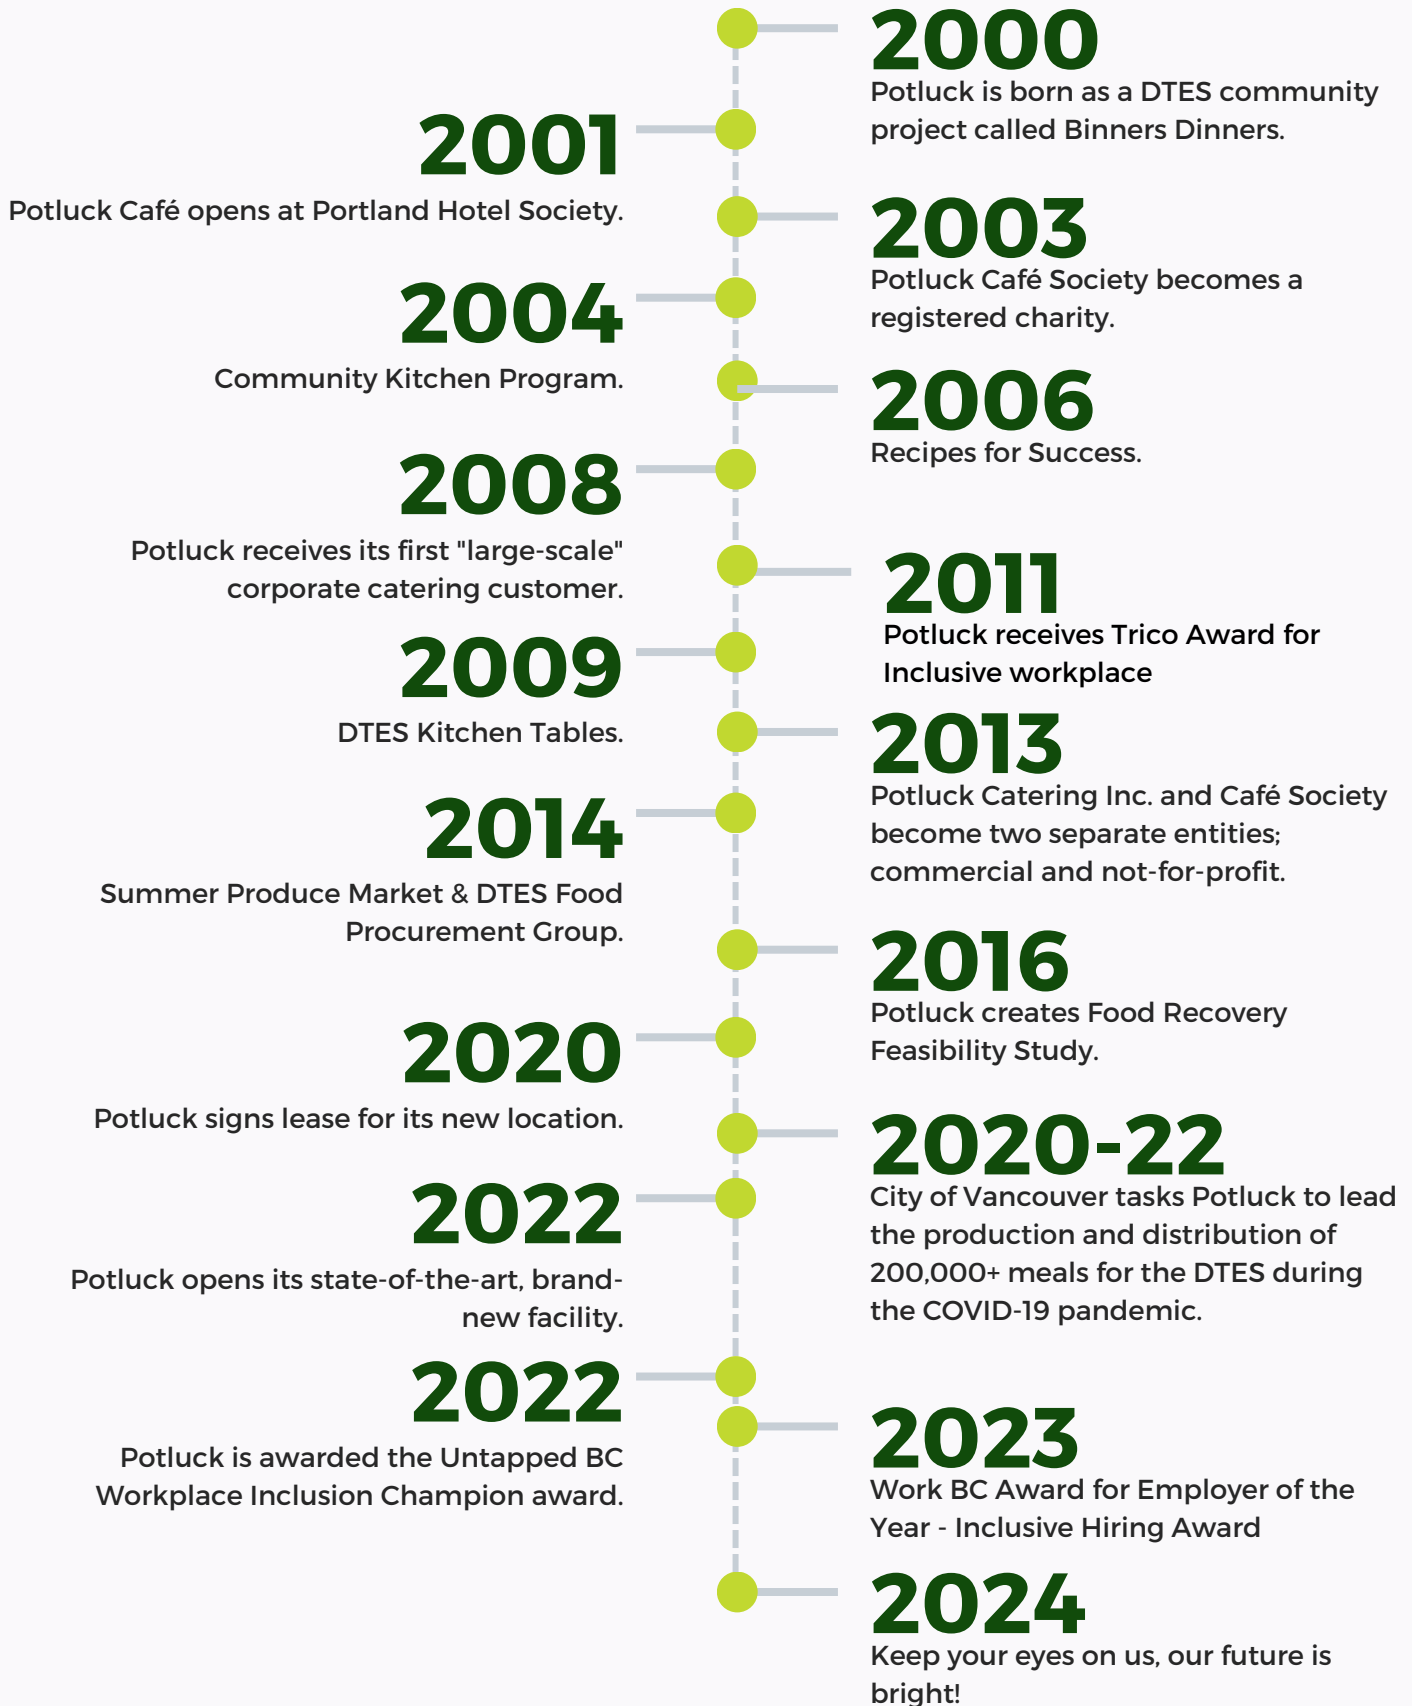 2000
Potluck is born as a DTES community
project called Binners Dinners.
2001
Potluck Café opens at Portland Hotel Society.
2003
Potluck Café Society becomes a
registered charity.
2004
Community Kitchen Program.
2006
Recipes for Success.
2008
Potluck receives its first "large-scale"
corporate catering customer.
2011
Potluck receives Trico Award for
Inclusive workplace
2009
DTES Kitchen Tables.
2013
Potluck Catering Inc. and Café Society
become two separate entities;
commercial and not-for-profit.
2014
Summer Produce Market & DTES Food
Procurement Group.
2016
Potluck creates Food Recovery
Feasibility Study.
2020
Potluck signs lease for its new location.
2020-22
City of Vancouver tasks Potluck to lead
the production and distribution of
200,000+ meals for the DTES during
the COVID-19 pandemic.
2022
Potluck opens its state-of-the-art, brand-
new facility.
2022
Potluck is awarded the Untapped BC
Workplace Inclusion Champion award.
2023
Work BC Award for Employer of the
Year - Inclusive Hiring Award
2024
Keep your eyes on us, our future is
bright!